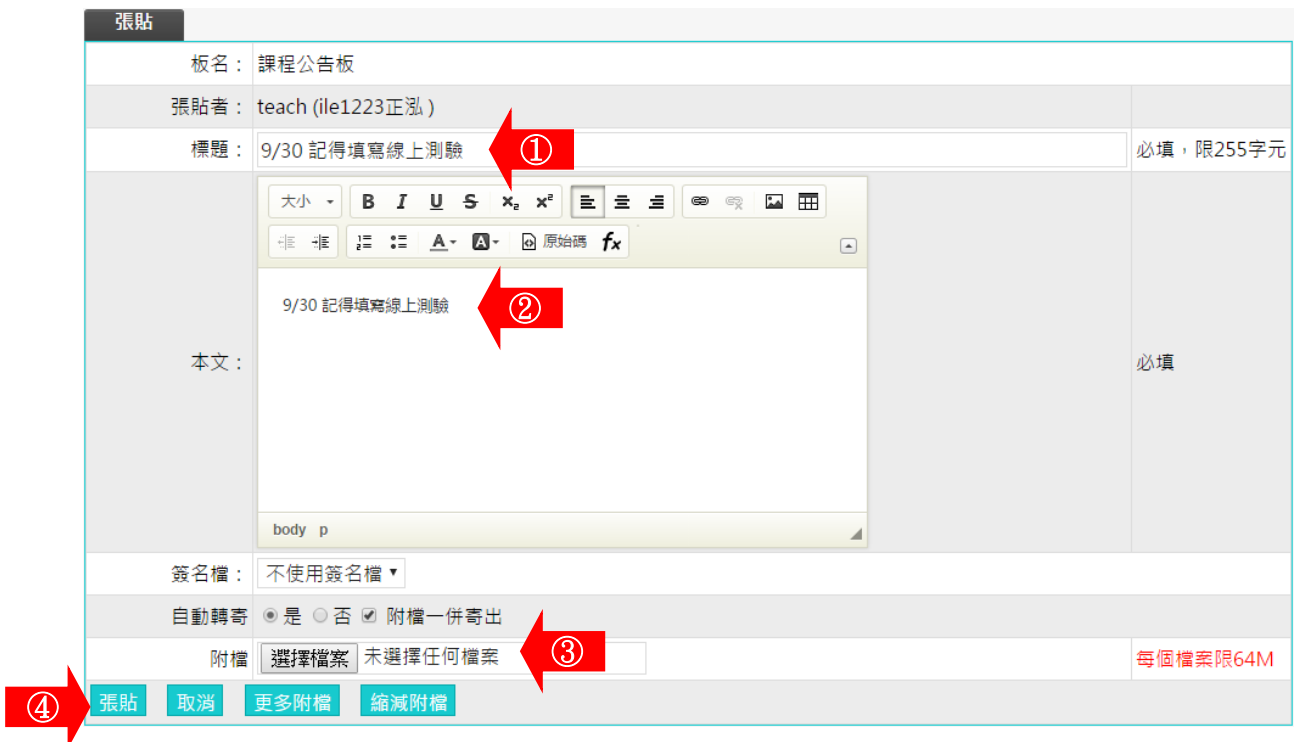 張貼
板名： 課程公告板
張貼者： teach (ile1223正泓 )
標題： 9/30 記得填寫線上測驗 ① 必填，限255字元
大小 B I U S x₂ x²
A A 原始碼 fx
9/30 記得填寫線上測驗 ②
本文： 必填
body p
簽名檔： 不使用簽名檔
自動轉寄 是 否 附檔一併寄出
附檔 選擇檔案 未選擇任何檔案 ③ 每個檔案限64M
④ 張貼 取消 更多附檔 縮減附檔